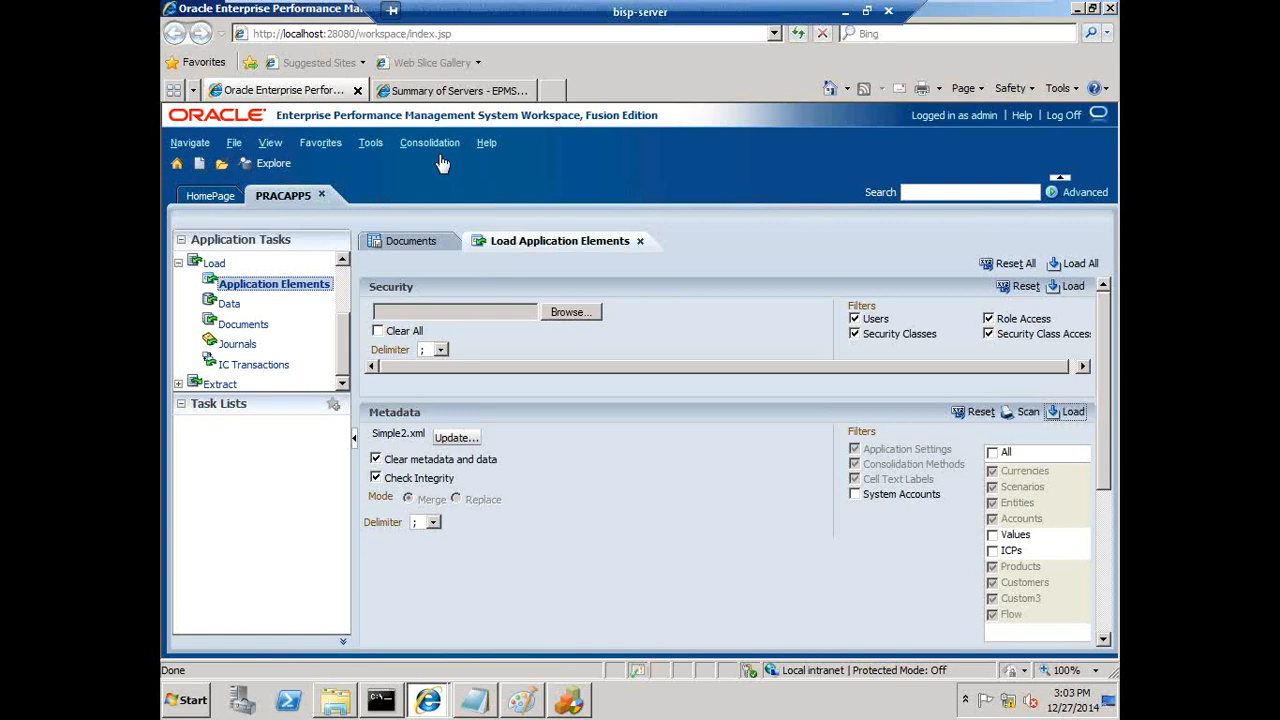 Oracle Enterprise Performance Man
bisp-server
http://localhost:28080/workspace/index.jsp
Bing
Favorites
Suggested Sites
Web Slice Gallery
Oracle Enterprise Perfor...
Summary of Servers - EPMS...
Page
Safety
Tools
ORACLE
Enterprise Performance Management System Workspace, Fusion Edition
Logged in as admin | Help | Log Off
Navigate File View Favorites Tools Consolidation Help
Explore
HomePage
PRACAPP5
Search
Advanced
Application Tasks
Load
Application Elements
Data
Documents
Journals
IC Transactions
Extract
Task Lists
Documents
Load Application Elements
Reset All Load All
Security
Reset Load
Browse...
Clear All
Delimiter ;
Filters
Users
Role Access
Security Classes
Security Class Access
Metadata
Reset Scan Load
Simple2.xml Update...
Clear metadata and data
Check Integrity
Mode Merge Replace
Delimiter ;
Filters
Application Settings
Consolidation Methods
Cell Text Labels
System Accounts
All
Currencies
Scenarios
Entities
Accounts
Values
ICPs
Products
Customers
Custom3
Flow
Done
Local intranet | Protected Mode: Off
100%
Start
3:03 PM
12/27/2014